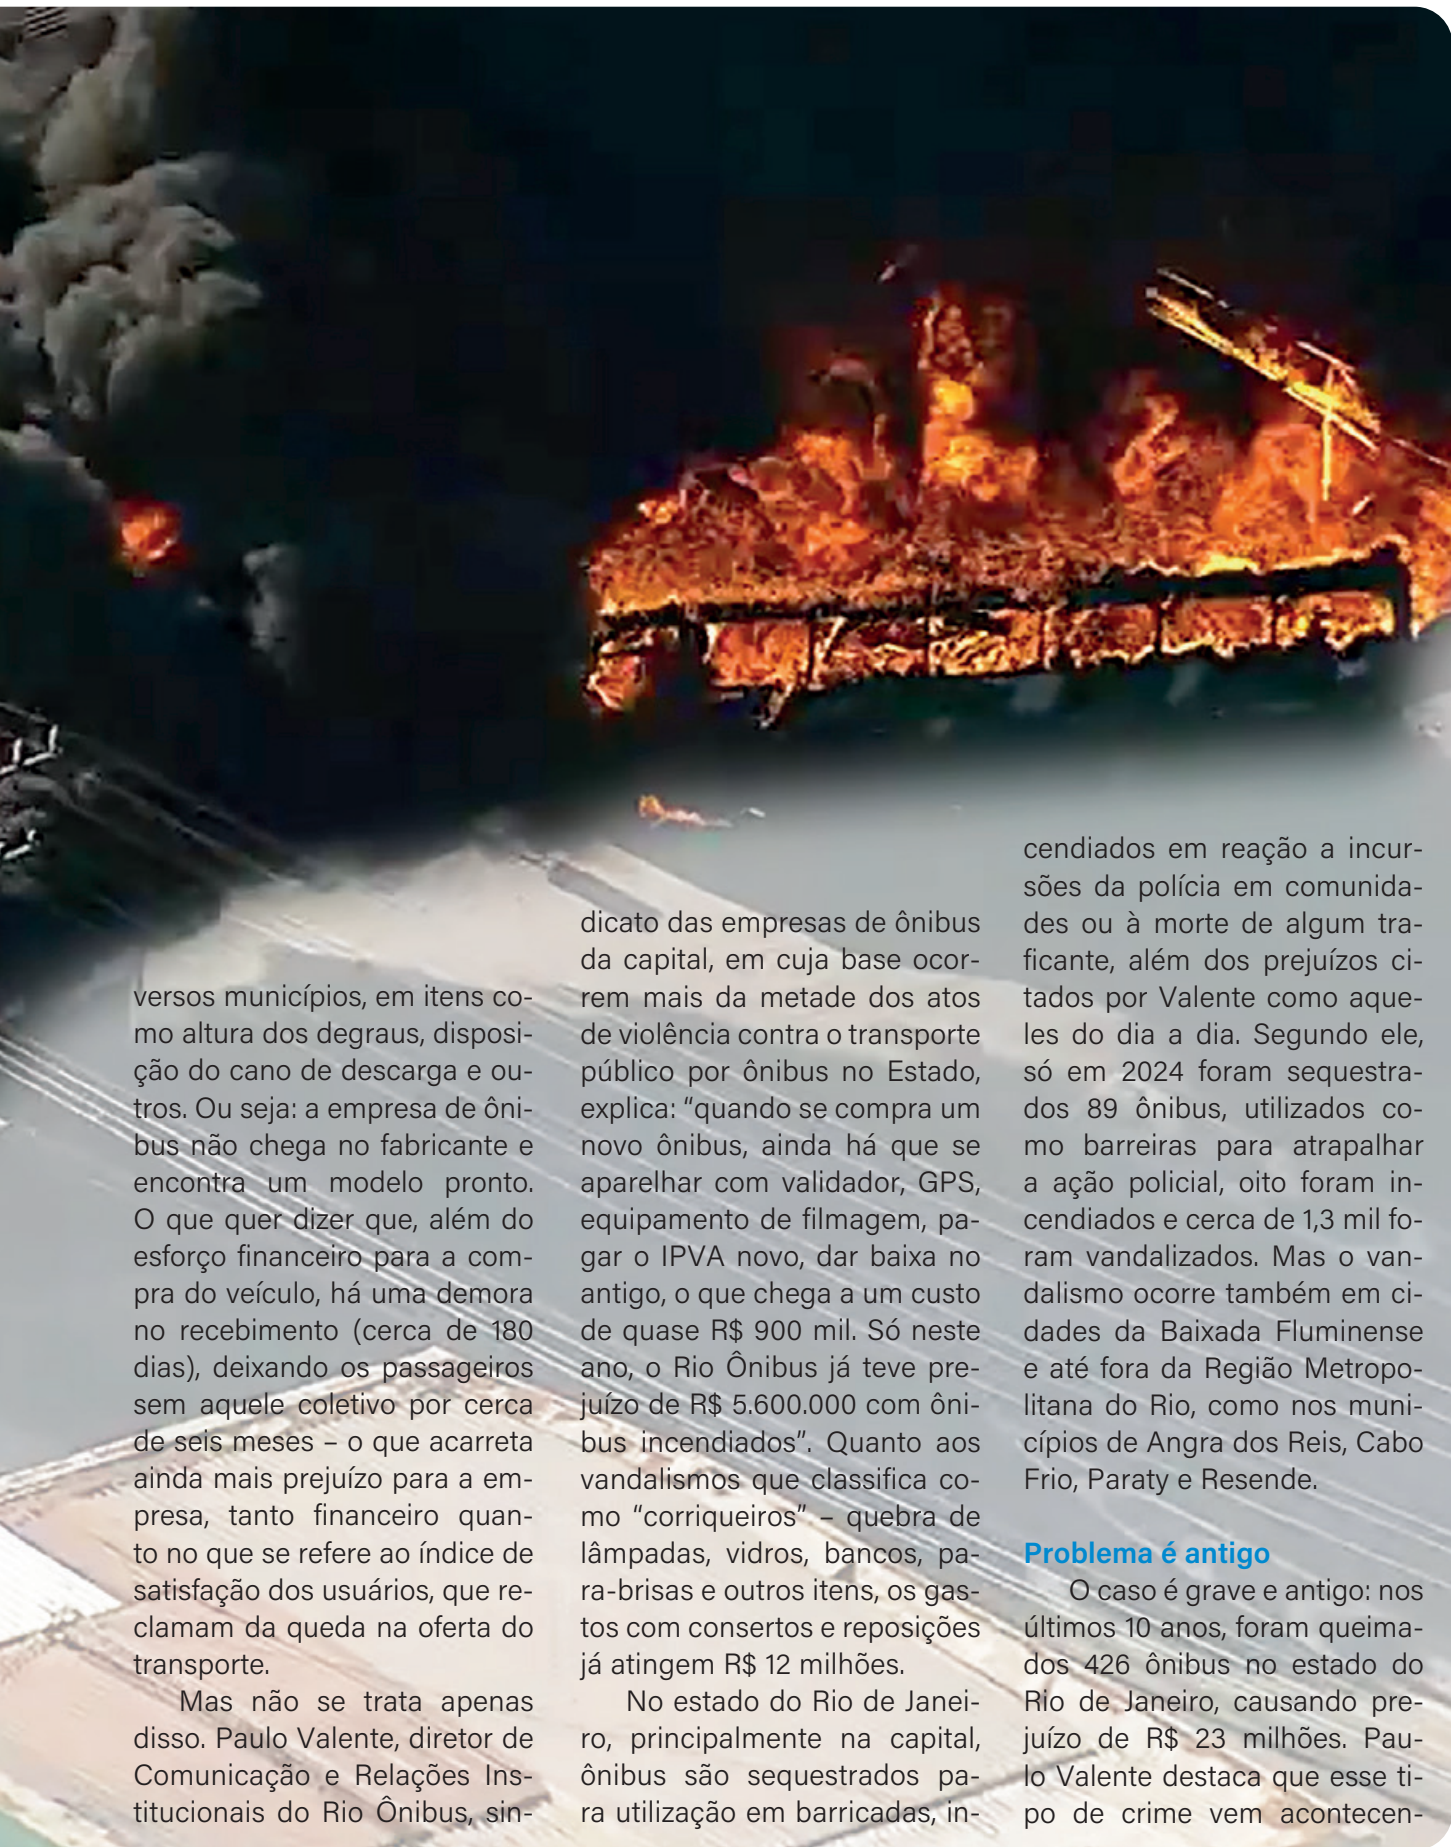 versos municípios, em itens co-
mo altura dos degraus, disposi-
ção do cano de descarga e ou-
tros. Ou seja: a empresa de ôni-
bus não chega no fabricante e
encontra um modelo pronto.
O que quer dizer que, além do
esforço financeiro para a com-
pra do veículo, há uma demora
no recebimento (cerca de 180
dias), deixando os passageiros
sem aquele coletivo por cerca
de seis meses – o que acarreta
ainda mais prejuízo para a em-
presa, tanto financeiro quan-
to no que se refere ao índice de
satisfação dos usuários, que re-
clamam da queda na oferta do
transporte.
Mas não se trata apenas
disso. Paulo Valente, diretor de
Comunicação e Relações Ins-
titucionais do Rio Ônibus, sin-
dicato das empresas de ônibus
da capital, em cuja base ocor-
rem mais da metade dos atos
de violência contra o transporte
público por ônibus no Estado,
explica: “quando se compra um
novo ônibus, ainda há que se
aparelhar com validador, GPS,
equipamento de filmagem, pa-
gar o IPVA novo, dar baixa no
antigo, o que chega a um custo
de quase R$ 900 mil. Só neste
ano, o Rio Ônibus já teve pre-
juízo de R$ 5.600.000 com ôni-
bus incendiados”. Quanto aos
vandalismos que classifica co-
mo “corriqueiros” – quebra de
lâmpadas, vidros, bancos, pa-
ra-brisas e outros itens, os gas-
tos com consertos e reposições
já atingem R$ 12 milhões.
No estado do Rio de Janei-
ro, principalmente na capital,
ônibus são sequestrados pa-
ra utilização em barricadas, in-
cendiados em reação a incur-
sões da polícia em comunida-
des ou à morte de algum tra-
ficante, além dos prejuízos ci-
tados por Valente como aque-
les do dia a dia. Segundo ele,
só em 2024 foram sequestra-
dos 89 ônibus, utilizados co-
mo barreiras para atrapalhar
a ação policial, oito foram in-
cendiados e cerca de 1,3 mil fo-
ram vandalizados. Mas o van-
dalismo ocorre também em ci-
dades da Baixada Fluminense
e até fora da Região Metropo-
litana do Rio, como nos muni-
cípios de Angra dos Reis, Cabo
Frio, Paraty e Resende.
Problema é antigo
O caso é grave e antigo: nos
últimos 10 anos, foram queima-
dos 426 ônibus no estado do
Rio de Janeiro, causando pre-
juízo de R$ 23 milhões. Pau-
lo Valente destaca que esse ti-
po de crime vem acontecen-